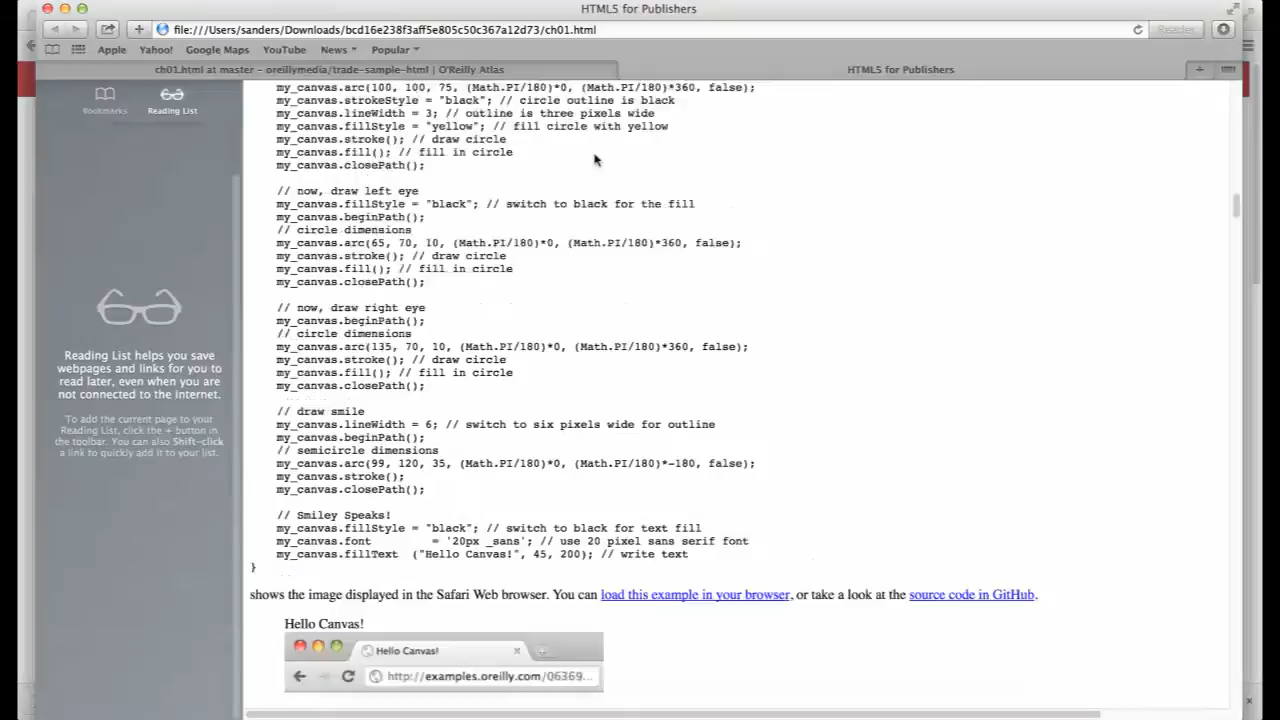 HTML5 for Publishers
file:///Users/sanders/Downloads/bcd16e238f3aff5e805c50c367a12d73/ch01.html
Reader
Apple Yahoo! Google Maps YouTube News Popular
ch01.html at master - oreillymedia/trade-sample-html | O'Reilly Atlas
HTML5 for Publishers
Bookmarks
Reading List
Reading List helps you save
webpages and links for you to
read later, even when you are
not connected to the internet.
To add the current page to your
Reading List, click the + button in
the toolbar. You can also Shift-click
a link to quickly add it to your list.
my_canvas.arc(100, 100, 75, (Math.PI/180)*0, (Math.PI/180)*360, false);
my_canvas.strokeStyle = "black"; // circle outline is black
my_canvas.lineWidth = 3; // outline is three pixels wide
my_canvas.fillStyle = "yellow"; // fill circle with yellow
my_canvas.stroke(); // draw circle
my_canvas.fill(); // fill in circle
my_canvas.closePath();
// now, draw left eye
my_canvas.fillStyle = "black"; // switch to black for the fill
my_canvas.beginPath();
// circle dimensions
my_canvas.arc(65, 70, 10, (Math.PI/180)*0, (Math.PI/180)*360, false);
my_canvas.stroke(); // draw circle
my_canvas.fill(); // fill in circle
my_canvas.closePath();
// now, draw right eye
my_canvas.beginPath();
// circle dimensions
my_canvas.arc(135, 70, 10, (Math.PI/180)*0, (Math.PI/180)*360, false);
my_canvas.stroke(); // draw circle
my_canvas.fill(); // fill in circle
my_canvas.closePath();
// draw smile
my_canvas.lineWidth = 6; // switch to six pixels wide for outline
my_canvas.beginPath();
// semicircle dimensions
my_canvas.arc(99, 120, 35, (Math.PI/180)*0, (Math.PI/180)*-180, false);
my_canvas.stroke();
my_canvas.closePath();
// Smiley Speaks!
my_canvas.fillStyle = "black"; // switch to black for text fill
my_canvas.font = '20px _sans'; // use 20 pixel sans serif font
my_canvas.fillText ("Hello Canvas!", 45, 200); // write text
}
shows the image displayed in the Safari Web browser. You can load this example in your browser, or take a look at the source code in GitHub.
Hello Canvas!
Hello Canvas!
http://examples.oreilly.com/06369...